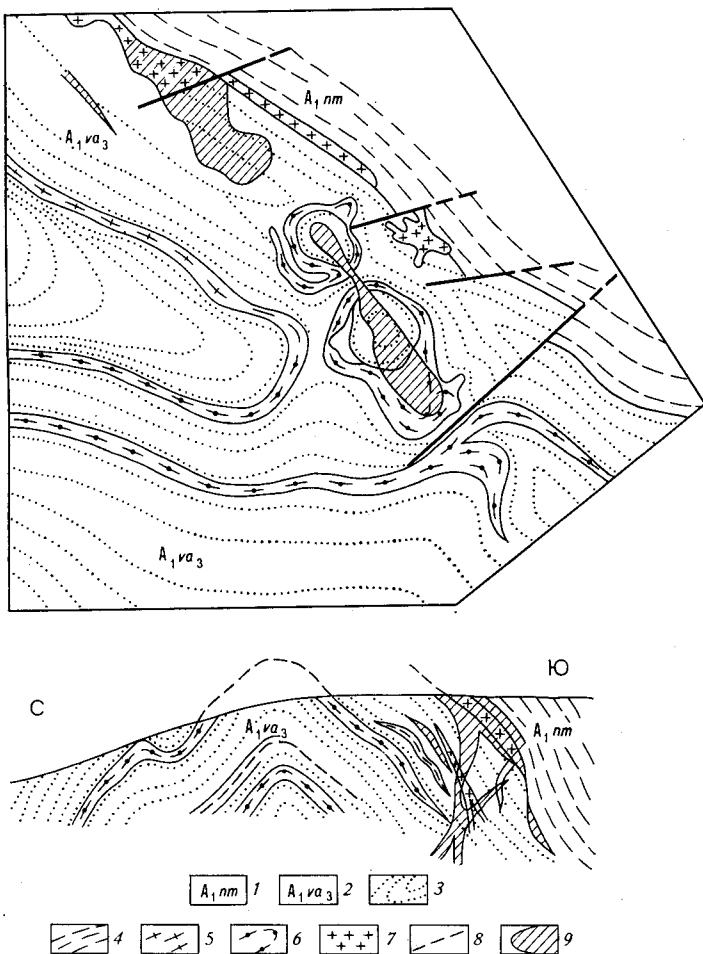 A₁nm
A₁va₃
A₁va₃
С Ю
A₁va₃ A₁nm
A₁nm 1 A₁va₃ 2 3
4 5 6 7 8 9